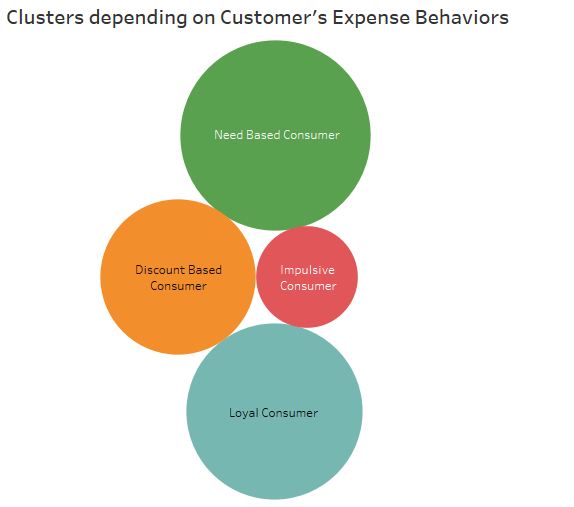 Clusters depending on Customer’s Expense Behaviors
Need Based Consumer
Discount Based
Consumer
Impulsive
Consumer
Loyal Consumer